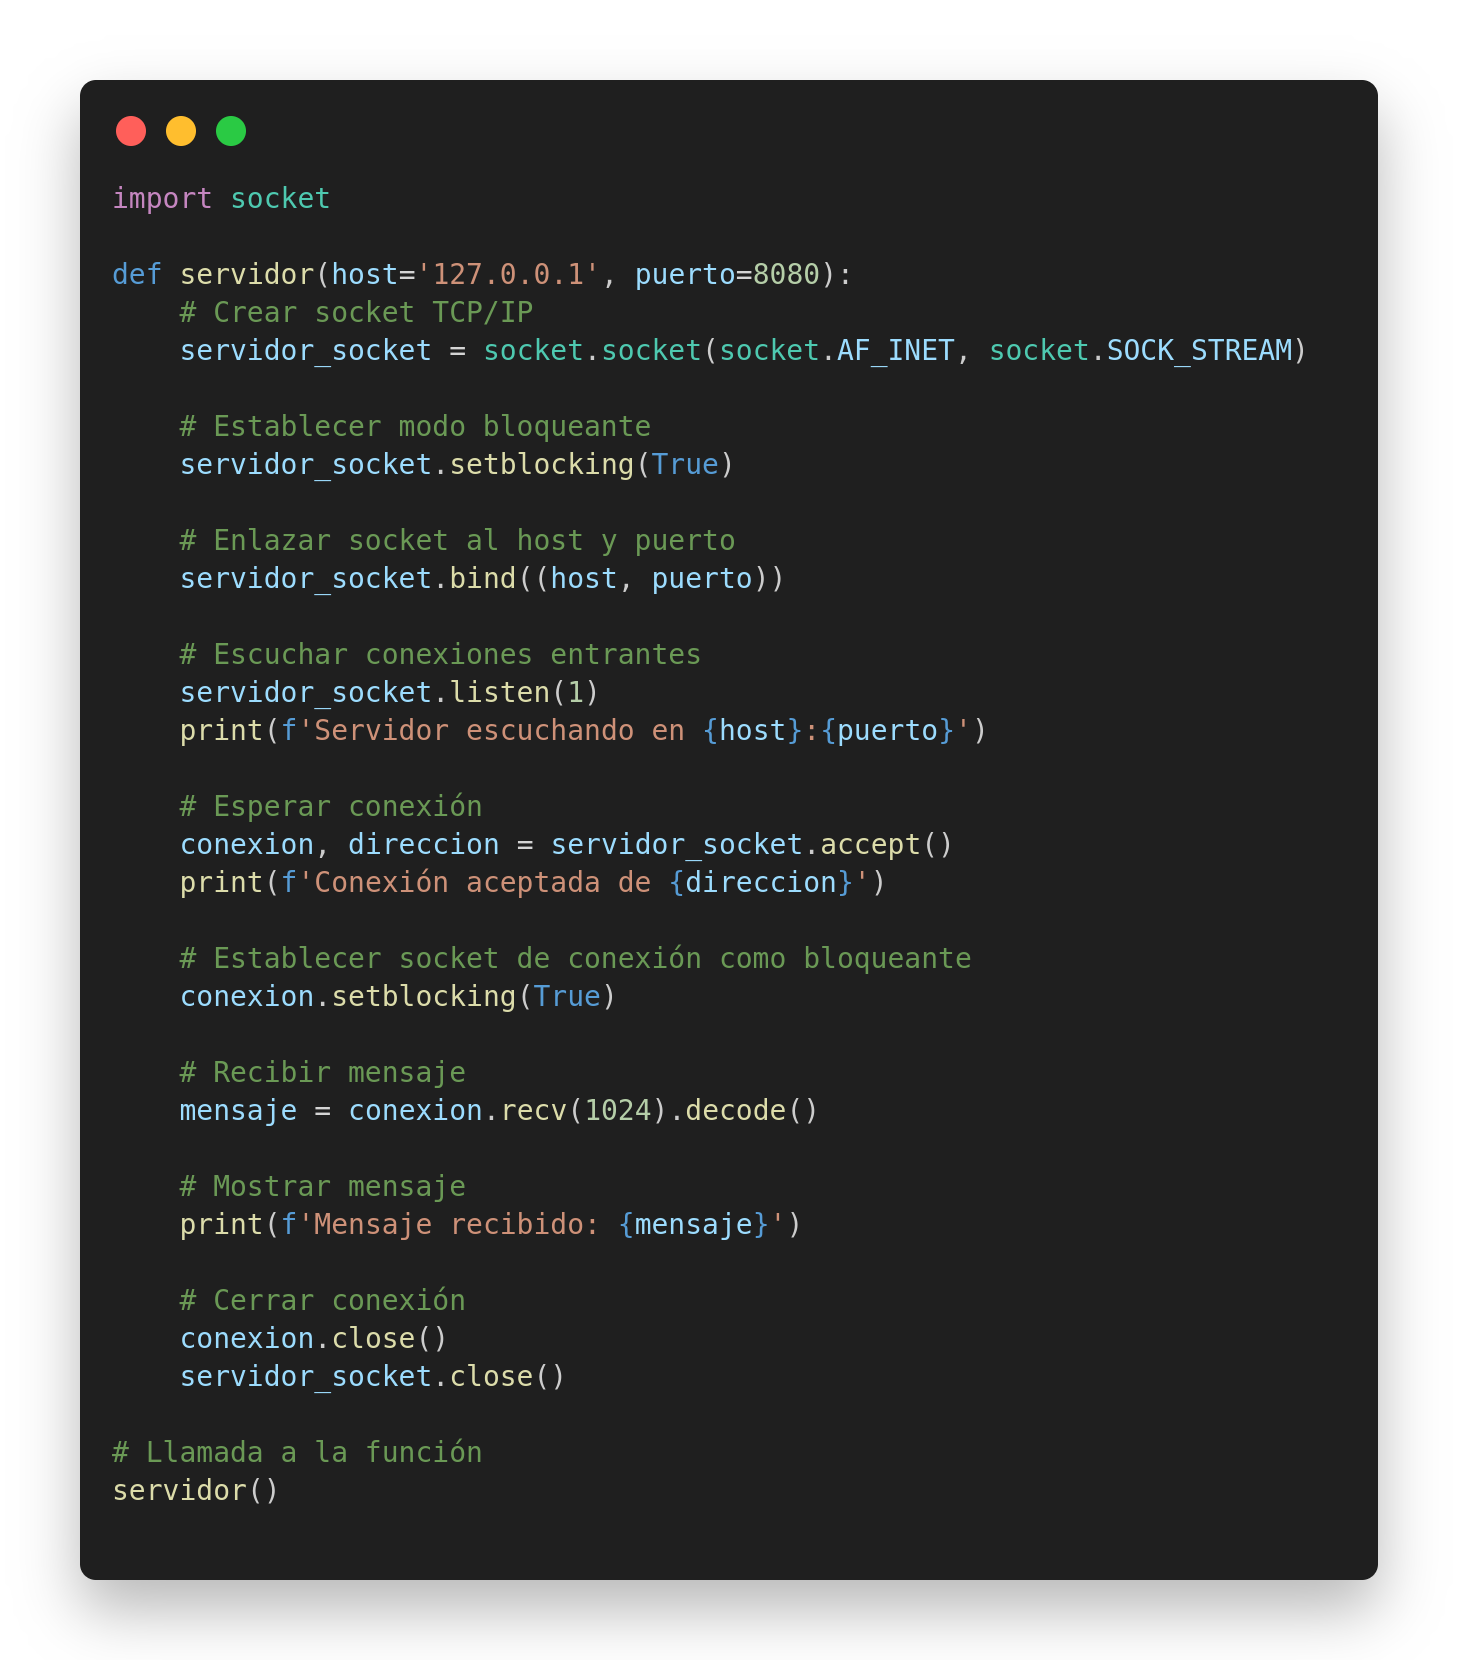 import socket

def servidor(host='127.0.0.1', puerto=8080):
    # Crear socket TCP/IP
    servidor_socket = socket.socket(socket.AF_INET, socket.SOCK_STREAM)

    # Establecer modo bloqueante
    servidor_socket.setblocking(True)

    # Enlazar socket al host y puerto
    servidor_socket.bind((host, puerto))

    # Escuchar conexiones entrantes
    servidor_socket.listen(1)
    print(f'Servidor escuchando en {host}:{puerto}')

    # Esperar conexión
    conexion, direccion = servidor_socket.accept()
    print(f'Conexión aceptada de {direccion}')

    # Establecer socket de conexión como bloqueante
    conexion.setblocking(True)

    # Recibir mensaje
    mensaje = conexion.recv(1024).decode()

    # Mostrar mensaje
    print(f'Mensaje recibido: {mensaje}')

    # Cerrar conexión
    conexion.close()
    servidor_socket.close()

# Llamada a la función
servidor()